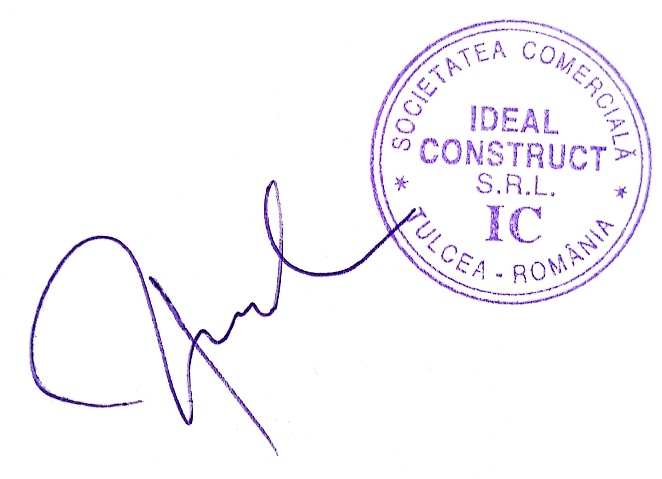 SOCIETATEA COMERCIALĂ
IDEAL
CONSTRUCT
S.R.L.
IC
* TULCEA - ROMÂNIA *